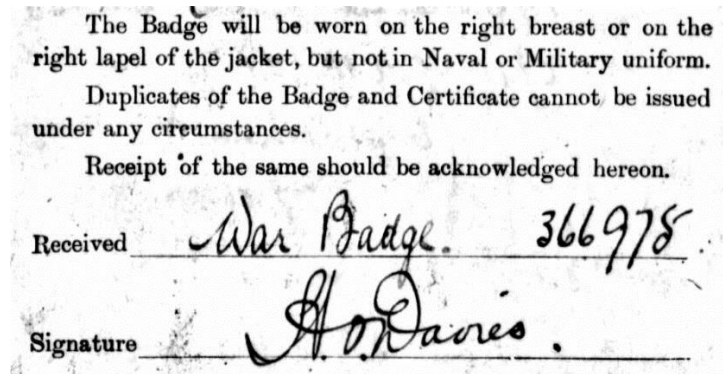 The Badge will be worn on the right breast or on the
right lapel of the jacket, but not in Naval or Military uniform.
Duplicates of the Badge and Certificate cannot be issued
under any circumstances.
Receipt of the same should be acknowledged hereon.
Received War Badge. 366975
Signature H.O. Davies.